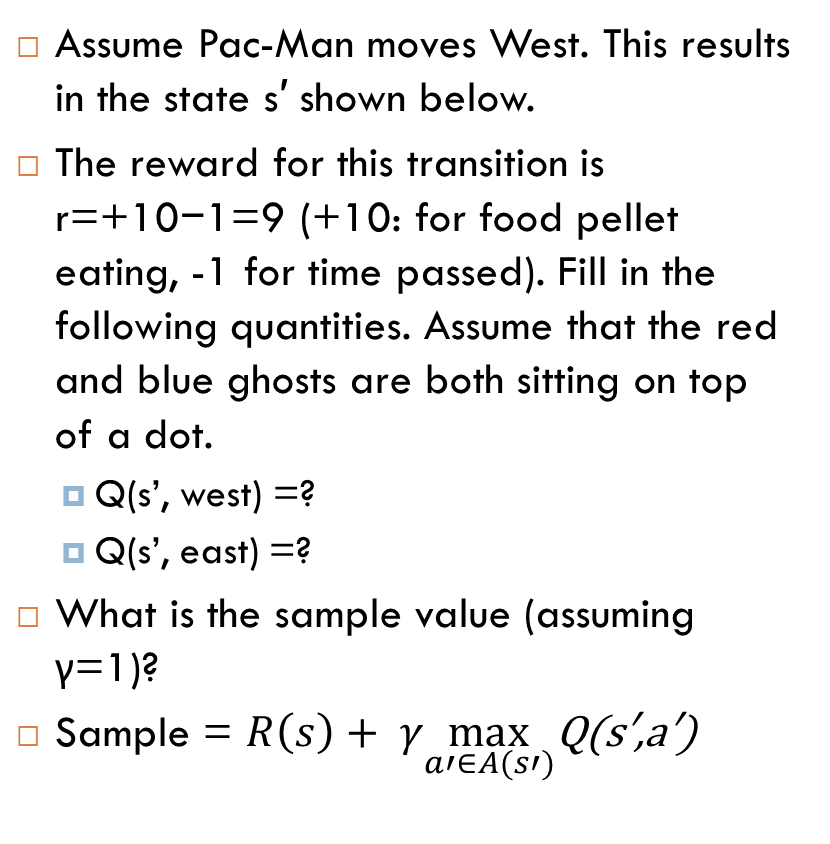 Assume Pac-Man moves West. This results
in the state s′ shown below.
The reward for this transition is
r=+10−1=9 (+10: for food pellet
eating, -1 for time passed). Fill in the
following quantities. Assume that the red
and blue ghosts are both sitting on top
of a dot.
Q(s’, west) =?
Q(s’, east) =?
What is the sample value (assuming
γ=1)?
Sample = R(s) + γ max Q(s′,a′)
a′∈A(s′)